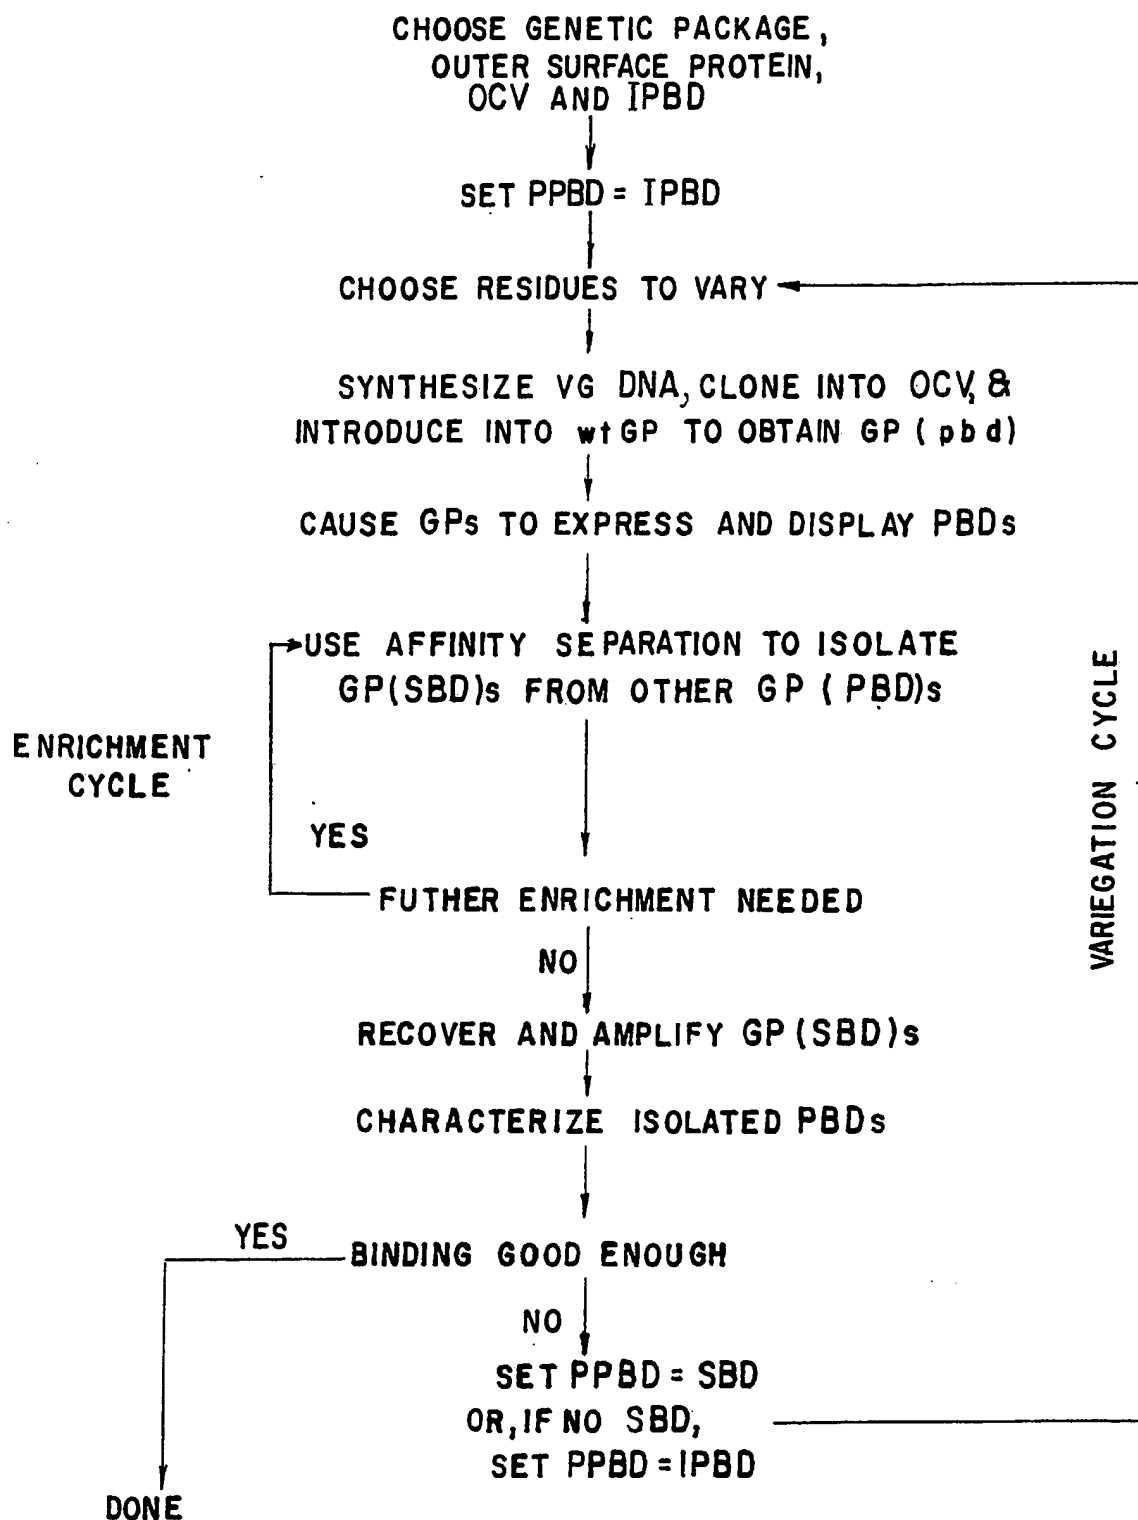 CHOOSE GENETIC PACKAGE,
OUTER SURFACE PROTEIN,
OCV AND IPBD
SET PPBD = IPBD
CHOOSE RESIDUES TO VARY
SYNTHESIZE VG DNA, CLONE INTO OCV, &
INTRODUCE INTO wtGP TO OBTAIN GP (pbd)
CAUSE GPs TO EXPRESS AND DISPLAY PBDs
USE AFFINITY SEPARATION TO ISOLATE
GP(SBD)s FROM OTHER GP (PBD)s
ENRICHMENT
CYCLE
VARIEGATION CYCLE
YES
FUTHER ENRICHMENT NEEDED
NO
RECOVER AND AMPLIFY GP (SBD)s
CHARACTERIZE ISOLATED PBDs
YES
BINDING GOOD ENOUGH
NO
SET PPBD = SBD
OR, IF NO SBD,
SET PPBD = IPBD
DONE